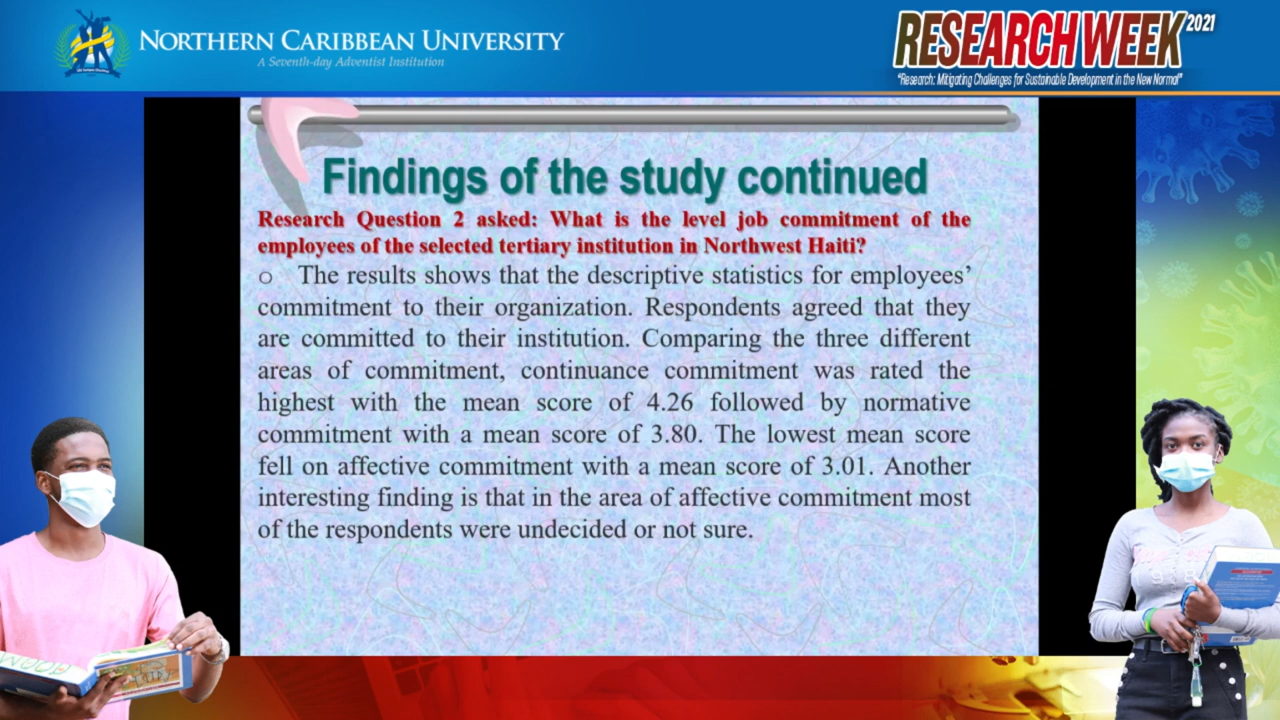 NORTHERN CARIBBEAN UNIVERSITY
A Seventh-day Adventist Institution
RESEARCH WEEK 2021
"Research: Mitigating Challenges for Sustainable Development in the New Normal"
Findings of the study continued
Research Question 2 asked: What is the level job commitment of the
employees of the selected tertiary institution in Northwest Haiti?
o The results shows that the descriptive statistics for employees’
commitment to their organization. Respondents agreed that they
are committed to their institution. Comparing the three different
areas of commitment, continuance commitment was rated the
highest with the mean score of 4.26 followed by normative
commitment with a mean score of 3.80. The lowest mean score
fell on affective commitment with a mean score of 3.01. Another
interesting finding is that in the area of affective commitment most
of the respondents were undecided or not sure.